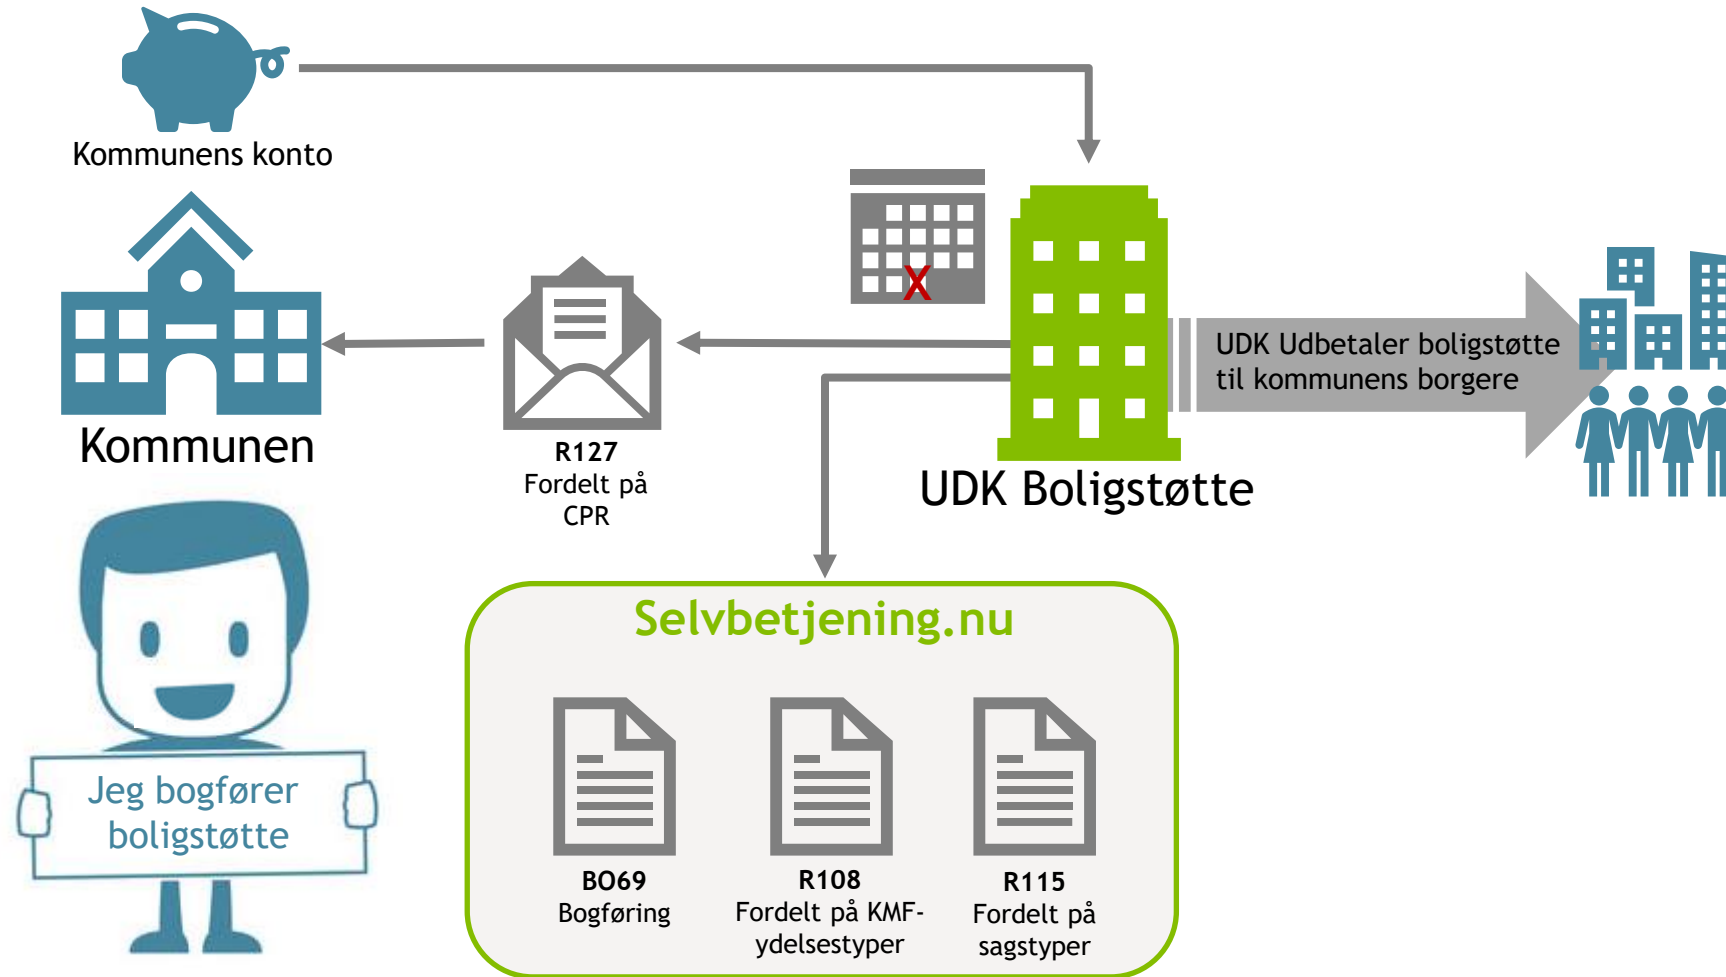 Kommunens konto
X
UDK Udbetaler boligstøtte
til kommunens borgere
Kommunen
R127
Fordelt på
CPR
UDK Boligstøtte
Selvbetjening.nu
Jeg bogfører
boligstøtte
BO69
Bogføring
R108
Fordelt på KMF-
ydelsestyper
R115
Fordelt på
sagstyper